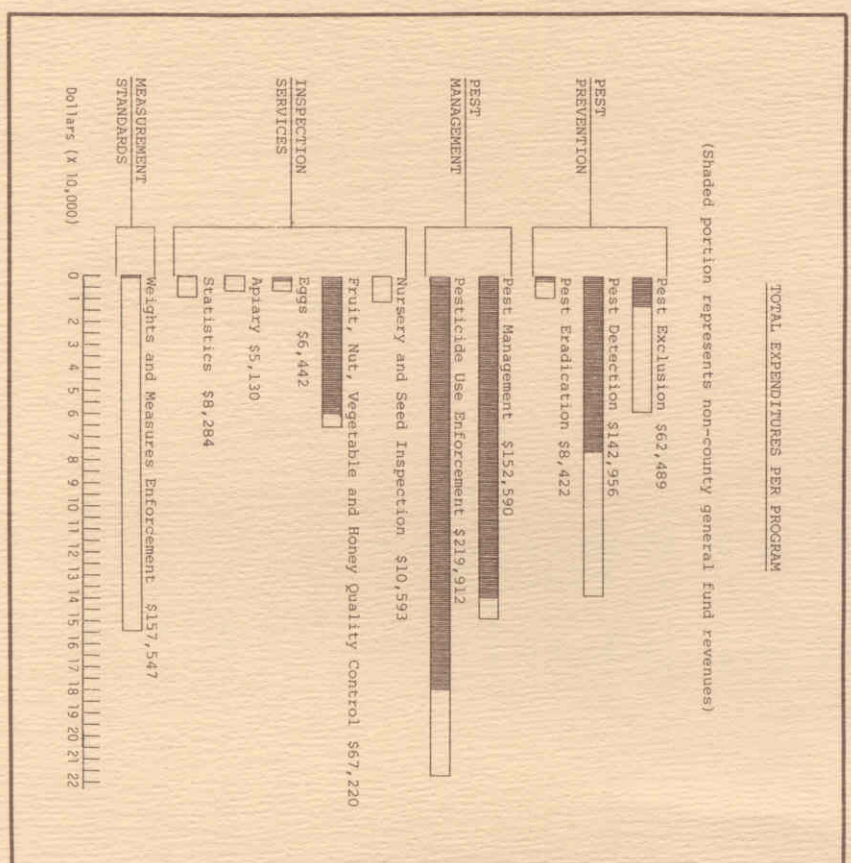 TOTAL EXPENDITURES PER PROGRAM
(Shaded portion represents non-county general fund revenues)
PEST
PREVENTION
Pest Exclusion $62,489
Pest Detection $142,956
Pest Eradication $8,422
PEST
MANAGEMENT
Pest Management $152,590
Pesticide Use Enforcement $219,912
INSPECTION
SERVICES
Nursery and Seed Inspection $10,593
Fruit, Nut, Vegetable and Honey Quality Control $67,220
Eggs $6,442
Apiary $5,130
Statistics $8,284
MEASUREMENT
STANDARDS
Weights and Measures Enforcement $157,547
Dollars (X 10,000)
0 1 2 3 4 5 6 7 8 9 10 11 12 13 14 15 16 17 18 19 20 21 22